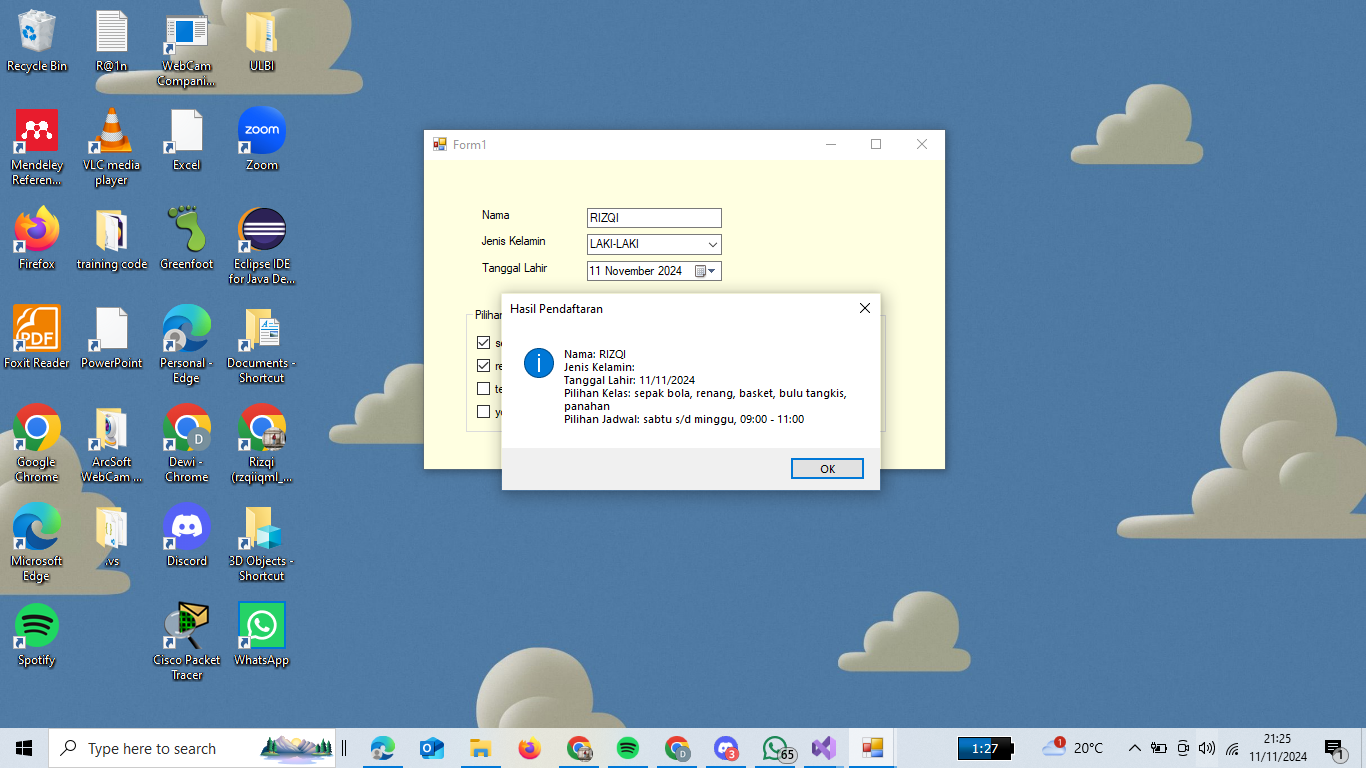 Recycle Bin
R@1n
WebCam
Compani...
ULBI
Mendeley
Referen...
VLC media
player
Excel
zoom
Zoom
Firefox
training code
Greenfoot
Eclipse IDE
for Java De...
PDF
Foxit Reader
PowerPoint
Personal -
Edge
Documents -
Shortcut
Google
Chrome
ArcSoft
WebCam ...
D
Dewi -
Chrome
Rizqi
(rzqiiqml_...
Microsoft
Edge
.vs
Discord
3D Objects -
Shortcut
Spotify
Cisco Packet
Tracer
WhatsApp
Form1
Nama
RIZQI
Jenis Kelamin
LAKI-LAKI
Tanggal Lahir
11 November 2024
Pilihan
re
te
Hasil Pendaftaran
Nama: RIZQI
Jenis Kelamin:
Tanggal Lahir: 11/11/2024
Pilihan Kelas: sepak bola, renang, basket, bulu tangkis,
panahan
Pilihan Jadwal: sabtu s/d minggu, 09:00 - 11:00
OK
Type here to search
D
3
65
1:27
1
20°C
21:25
11/11/2024
1